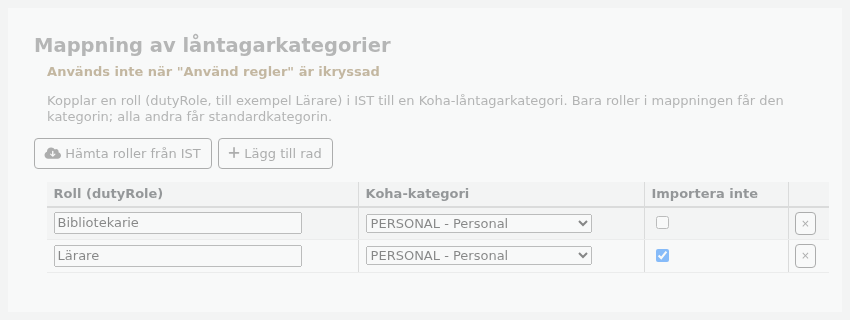 Mappning av låntagarkategorier
Används inte när "Använd regler" är ikryssad
Kopplar en roll (dutyRole, till exempel Lärare) i IST till en Koha-låntagarkategori. Bara roller i mappningen får den
kategorin; alla andra får standardkategorin.
Hämta roller från IST + Lägg till rad
Roll (dutyRole) Koha-kategori Importera inte
Bibliotekarie PERSONAL - Personal ×
Lärare PERSONAL - Personal ×